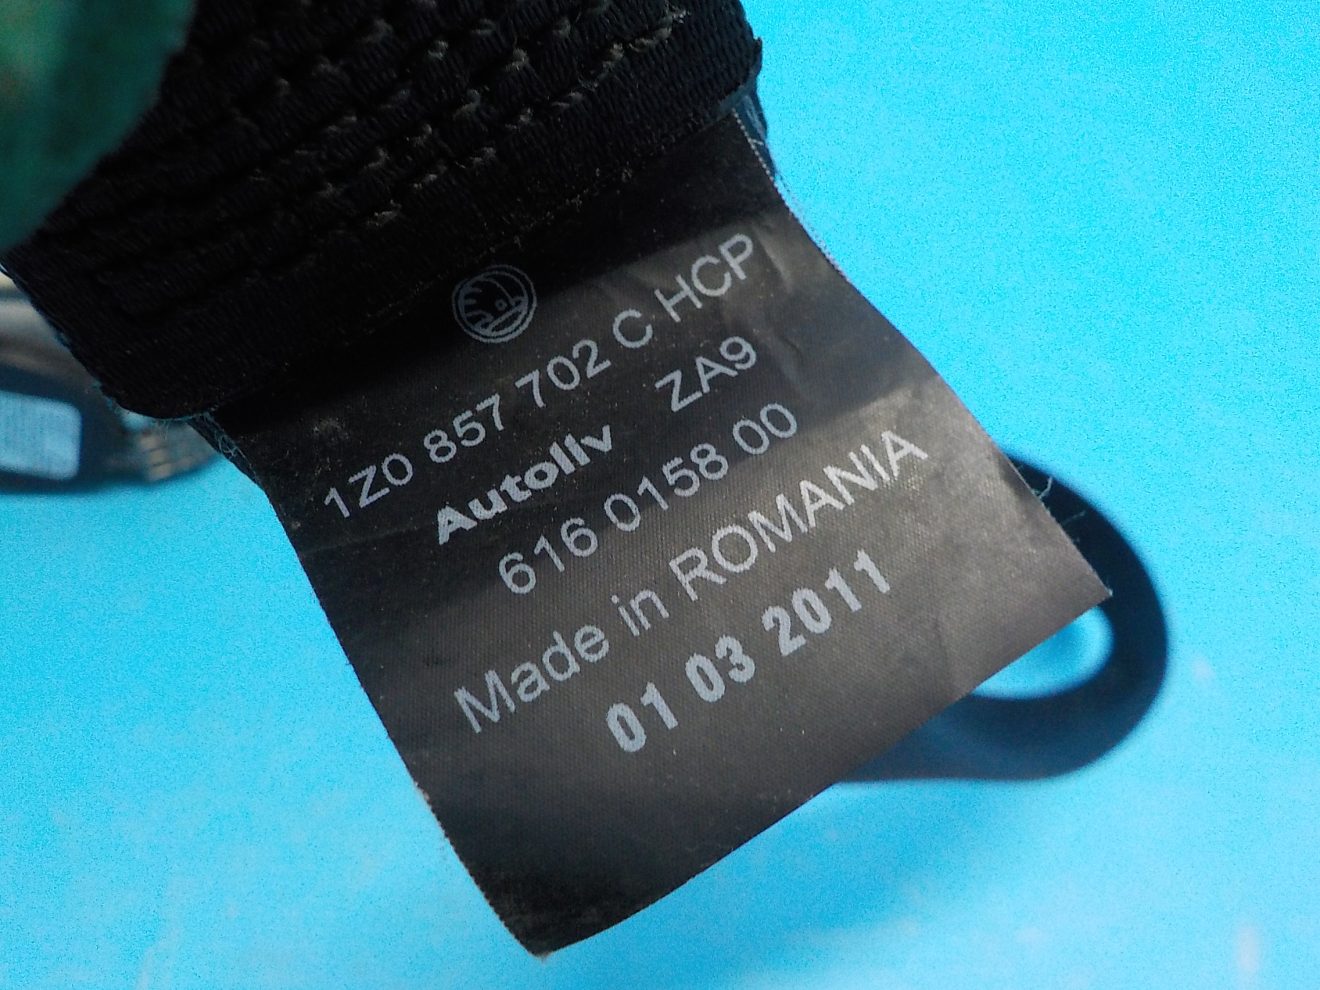 1Z0 857 702 C HCP
Autoliv ZA9
616 0158 00
Made in ROMANIA
01 03 2011